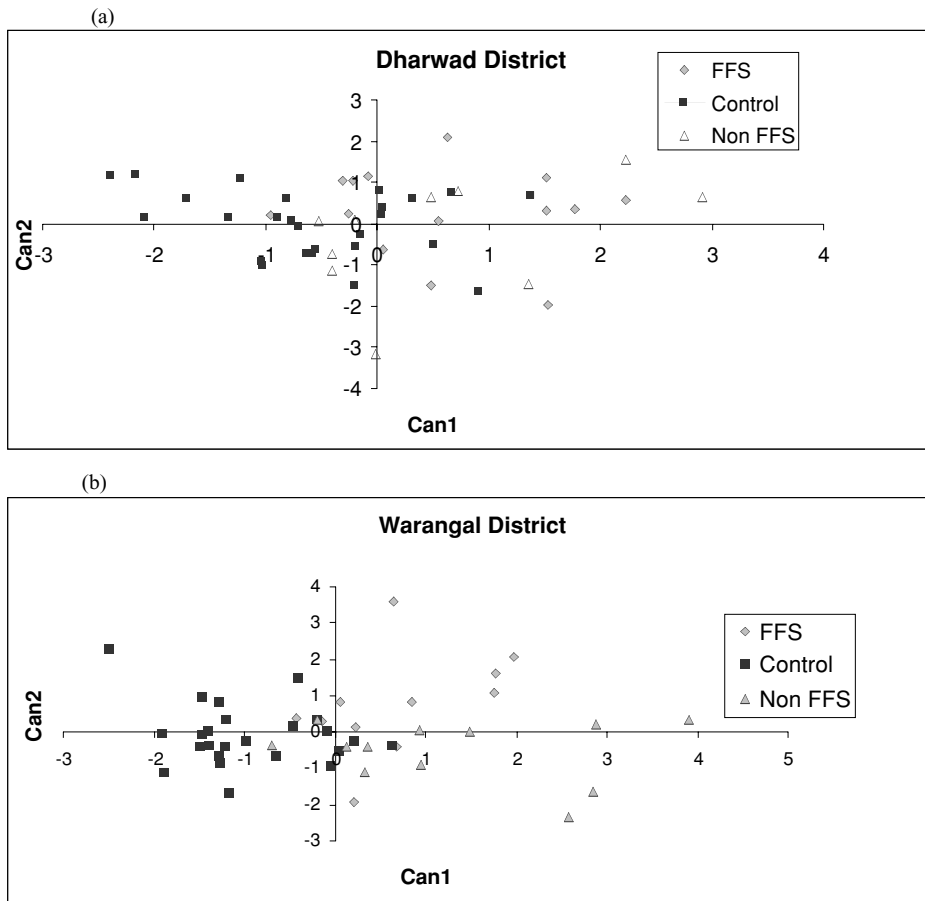 (a)
Dharwad District
FFS
Control
Non FFS
3
2
1
0
-1
-2
-3
-4
-3 -2 -1 0 1 2 3 4
Can2
Can1
(b)
Warangal District
FFS
Control
Non FFS
4
3
2
1
0
-1
-2
-3
-3 -2 -1 0 1 2 3 4 5
Can2
Can1